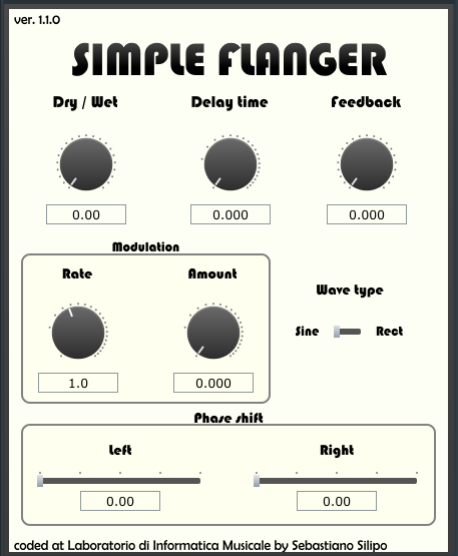 ver. 1.1.0
SIMPLE FLANGER
Dry / Wet Delay time Feedback
0.00 0.000 0.000
Modulation
Rate Amount
Wave type
Sine Rect
1.0 0.000
Phase shift
Left Right
0.00 0.00
coded at Laboratorio di Informatica Musicale by Sebastiano Silipo